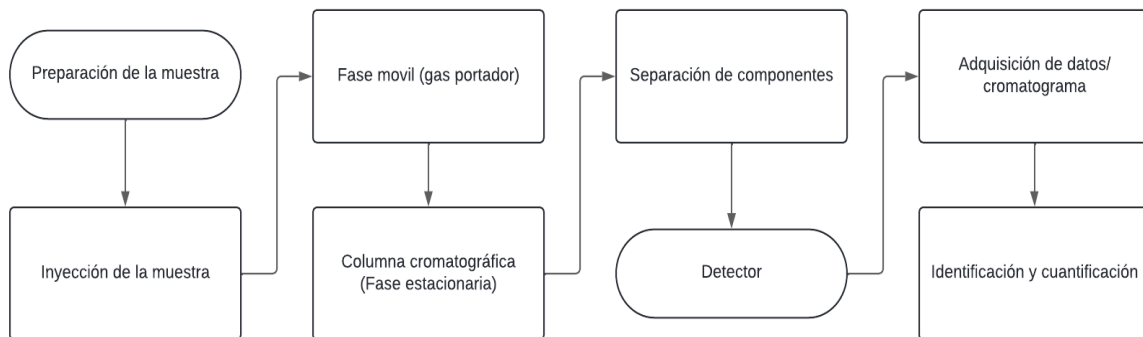 Preparación de la muestra
Inyección de la muestra
Fase movil (gas portador)
Columna cromatográfica
(Fase estacionaria)
Separación de componentes
Detector
Adquisición de datos/
cromatograma
Identificación y cuantificación